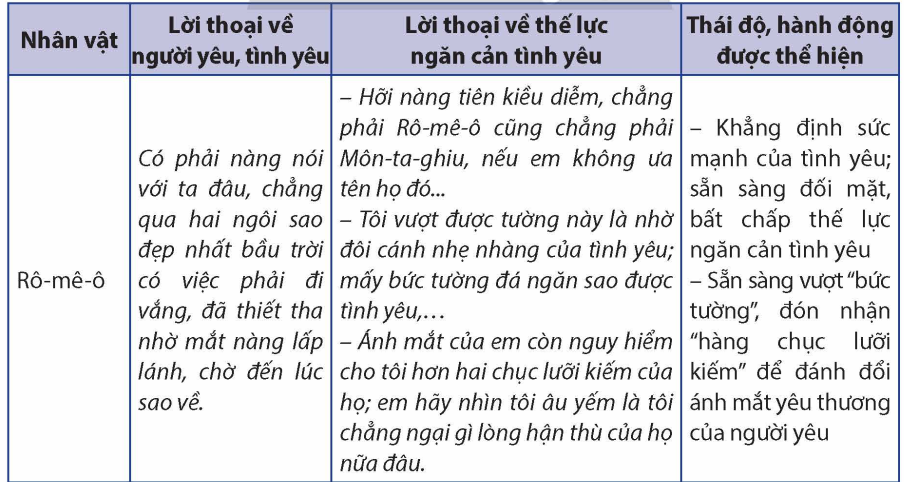 Nhân vật
Lời thoại về
người yêu, tình yêu
Lời thoại về thế lực
ngăn cản tình yêu
Thái độ, hành động
được thể hiện
Rô-mê-ô
Có phải nàng nói
với ta đâu, chẳng
qua hai ngôi sao
đẹp nhất bầu trời
có việc phải đi
vắng, đã thiết tha
nhờ mắt nàng lấp
lánh, chờ đến lúc
sao về.
– Hỡi nàng tiên kiều diễm, chẳng
phải Rô-mê-ô cũng chẳng phải
Môn-ta-ghiu, nếu em không ưa
tên họ đó...
– Tôi vượt được tường này là nhờ
đôi cánh nhẹ nhàng của tình yêu;
mấy bức tường đá ngăn sao được
tình yêu,…
– Ánh mắt của em còn nguy hiểm
cho tôi hơn hai chục lưỡi kiếm của
họ; em hãy nhìn tôi âu yếm là tôi
chẳng ngại gì lòng hận thù của họ
nữa đâu.
– Khẳng định sức
mạnh của tình yêu;
sẵn sàng đối mặt,
bất chấp thế lực
ngăn cản tình yêu
– Sẵn sàng vượt “bức
tường”, đón nhận
“hàng chục lưỡi
kiếm” để đánh đổi
ánh mắt yêu thương
của người yêu